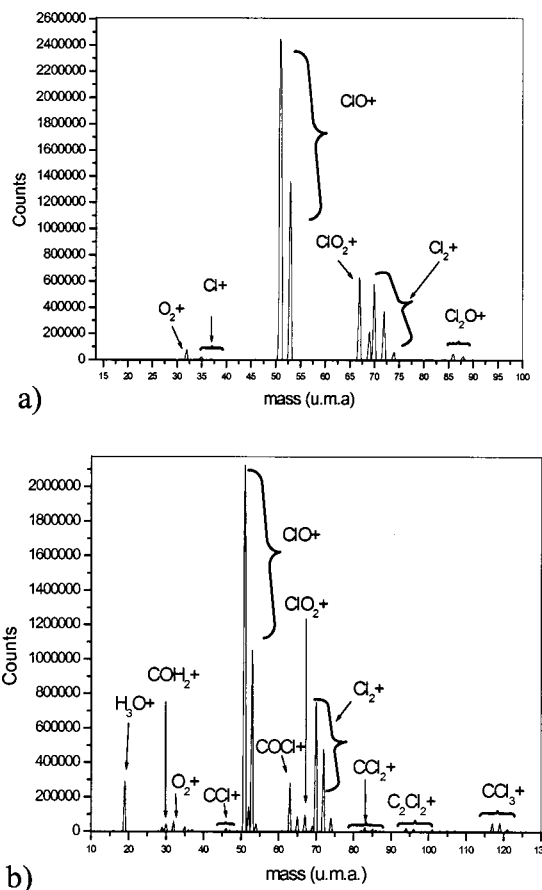 2600000
2400000
2200000
2000000
1800000
1600000
1400000
1200000
1000000
800000
600000
400000
200000
0
Counts
ClO+
ClO2+
Cl2+
Cl+
O2+
Cl2O+
15 20 25 30 35 40 45 50 55 60 65 70 75 80 85 90 95 100
mass (u.m.a)
a)
2000000
1800000
1600000
1400000
1200000
1000000
800000
600000
400000
200000
0
Counts
ClO+
ClO2+
COH2+
H3O+
Cl2+
O2+
COCl+
CCl+
CCl2+
C2Cl2+
CCl3+
10 20 30 40 50 60 70 80 90 100 110 120 130
mass (u.m.a)
b)